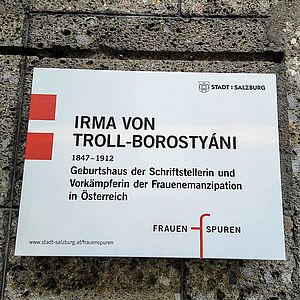 STADT : SALZBURG
IRMA VON
TROLL-BOROSTYÁNI
1847–1912
Geburtshaus der Schriftstellerin und
Vorkämpferin der Frauenemanzipation
in Österreich
FRAUEN f SPUREN
www.stadt-salzburg.at/frauenspuren